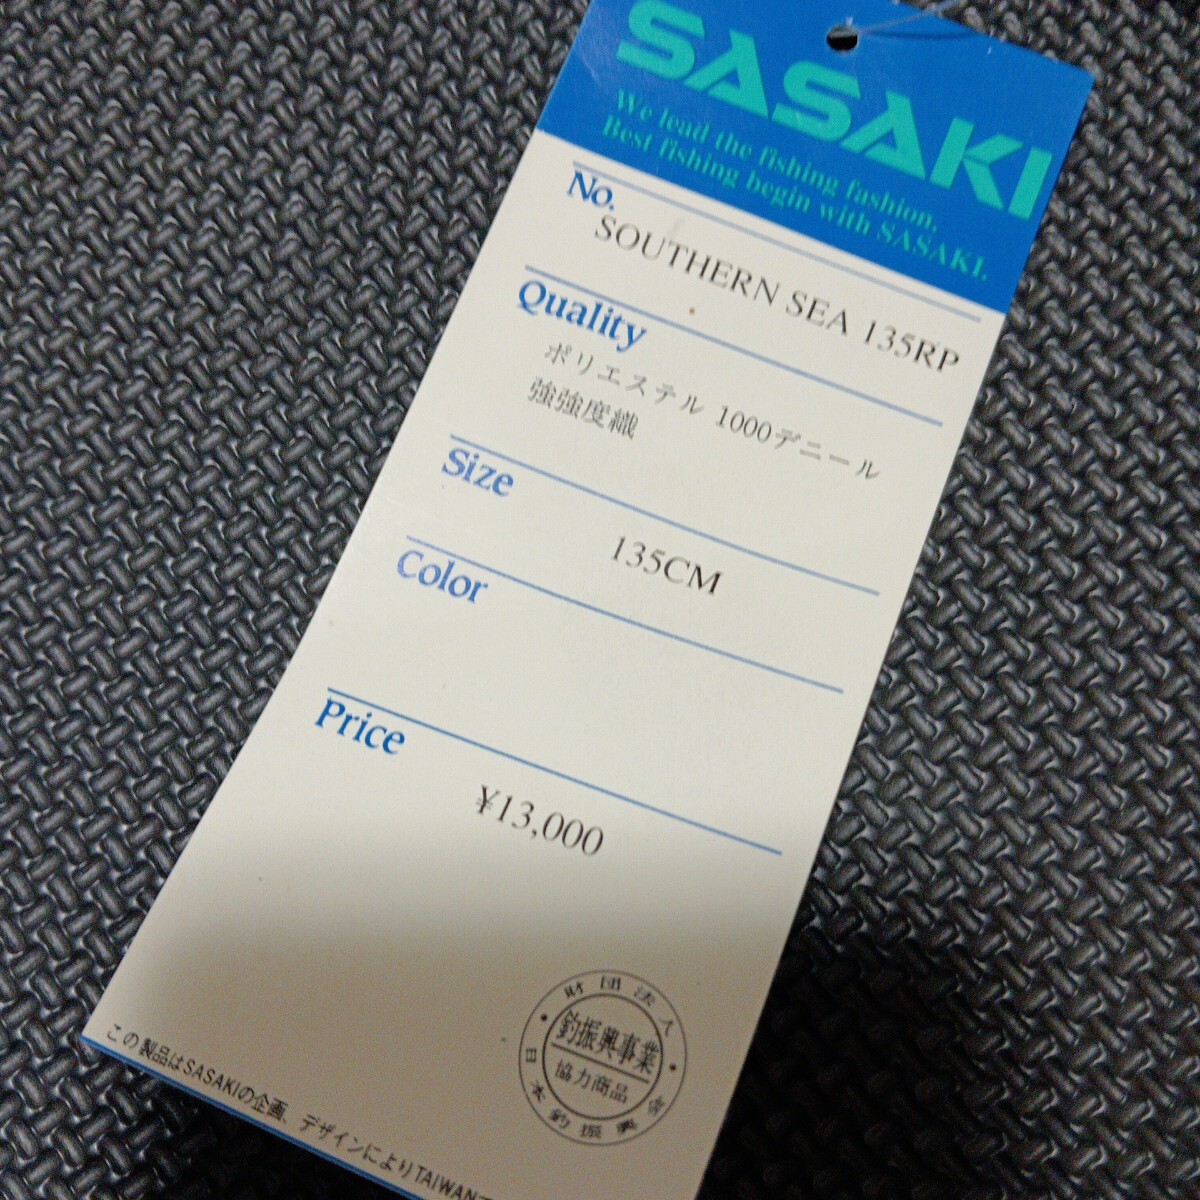 SASAKI
We lead the fishing fashion.
Best fishing begin with SASAKI.
No.
SOUTHERN SEA 135RP
Quality
ポリエステル 1000デニール
強強度織
Size
135CM
Color
Price
¥13,000
財団法人
釣振興事業
協力商品
日本釣振興会
この製品はSASAKIの企画、デザインによりTAIWAN